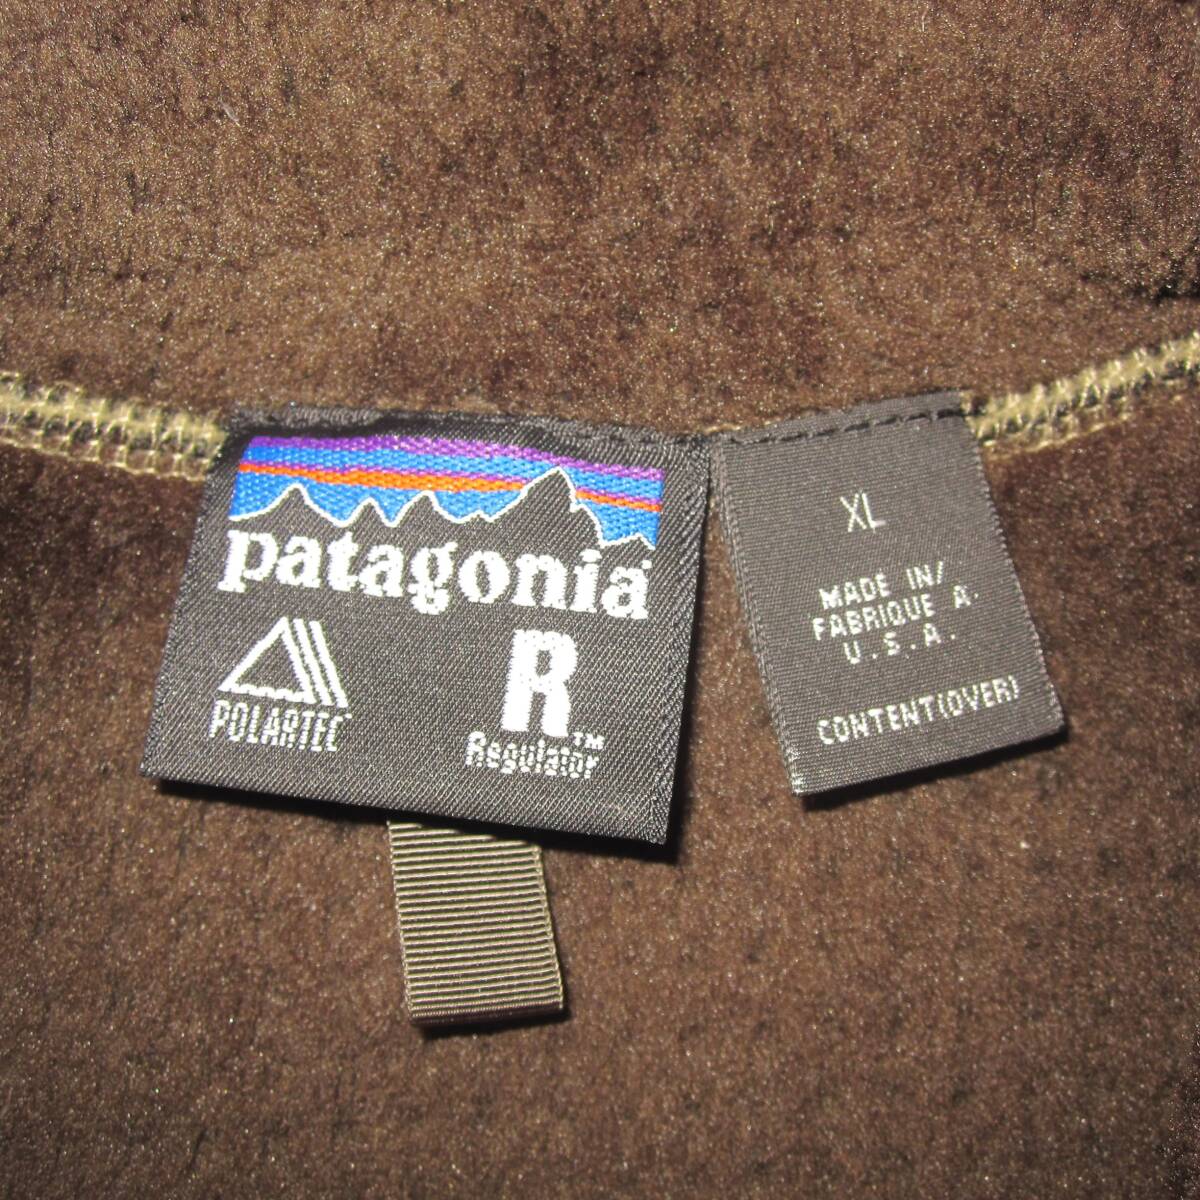 patagonia
POLARTEC
R
Regulator™
XL
MADE IN/
FABRIQUE A
U.S.A.
CONTENT(OVER)